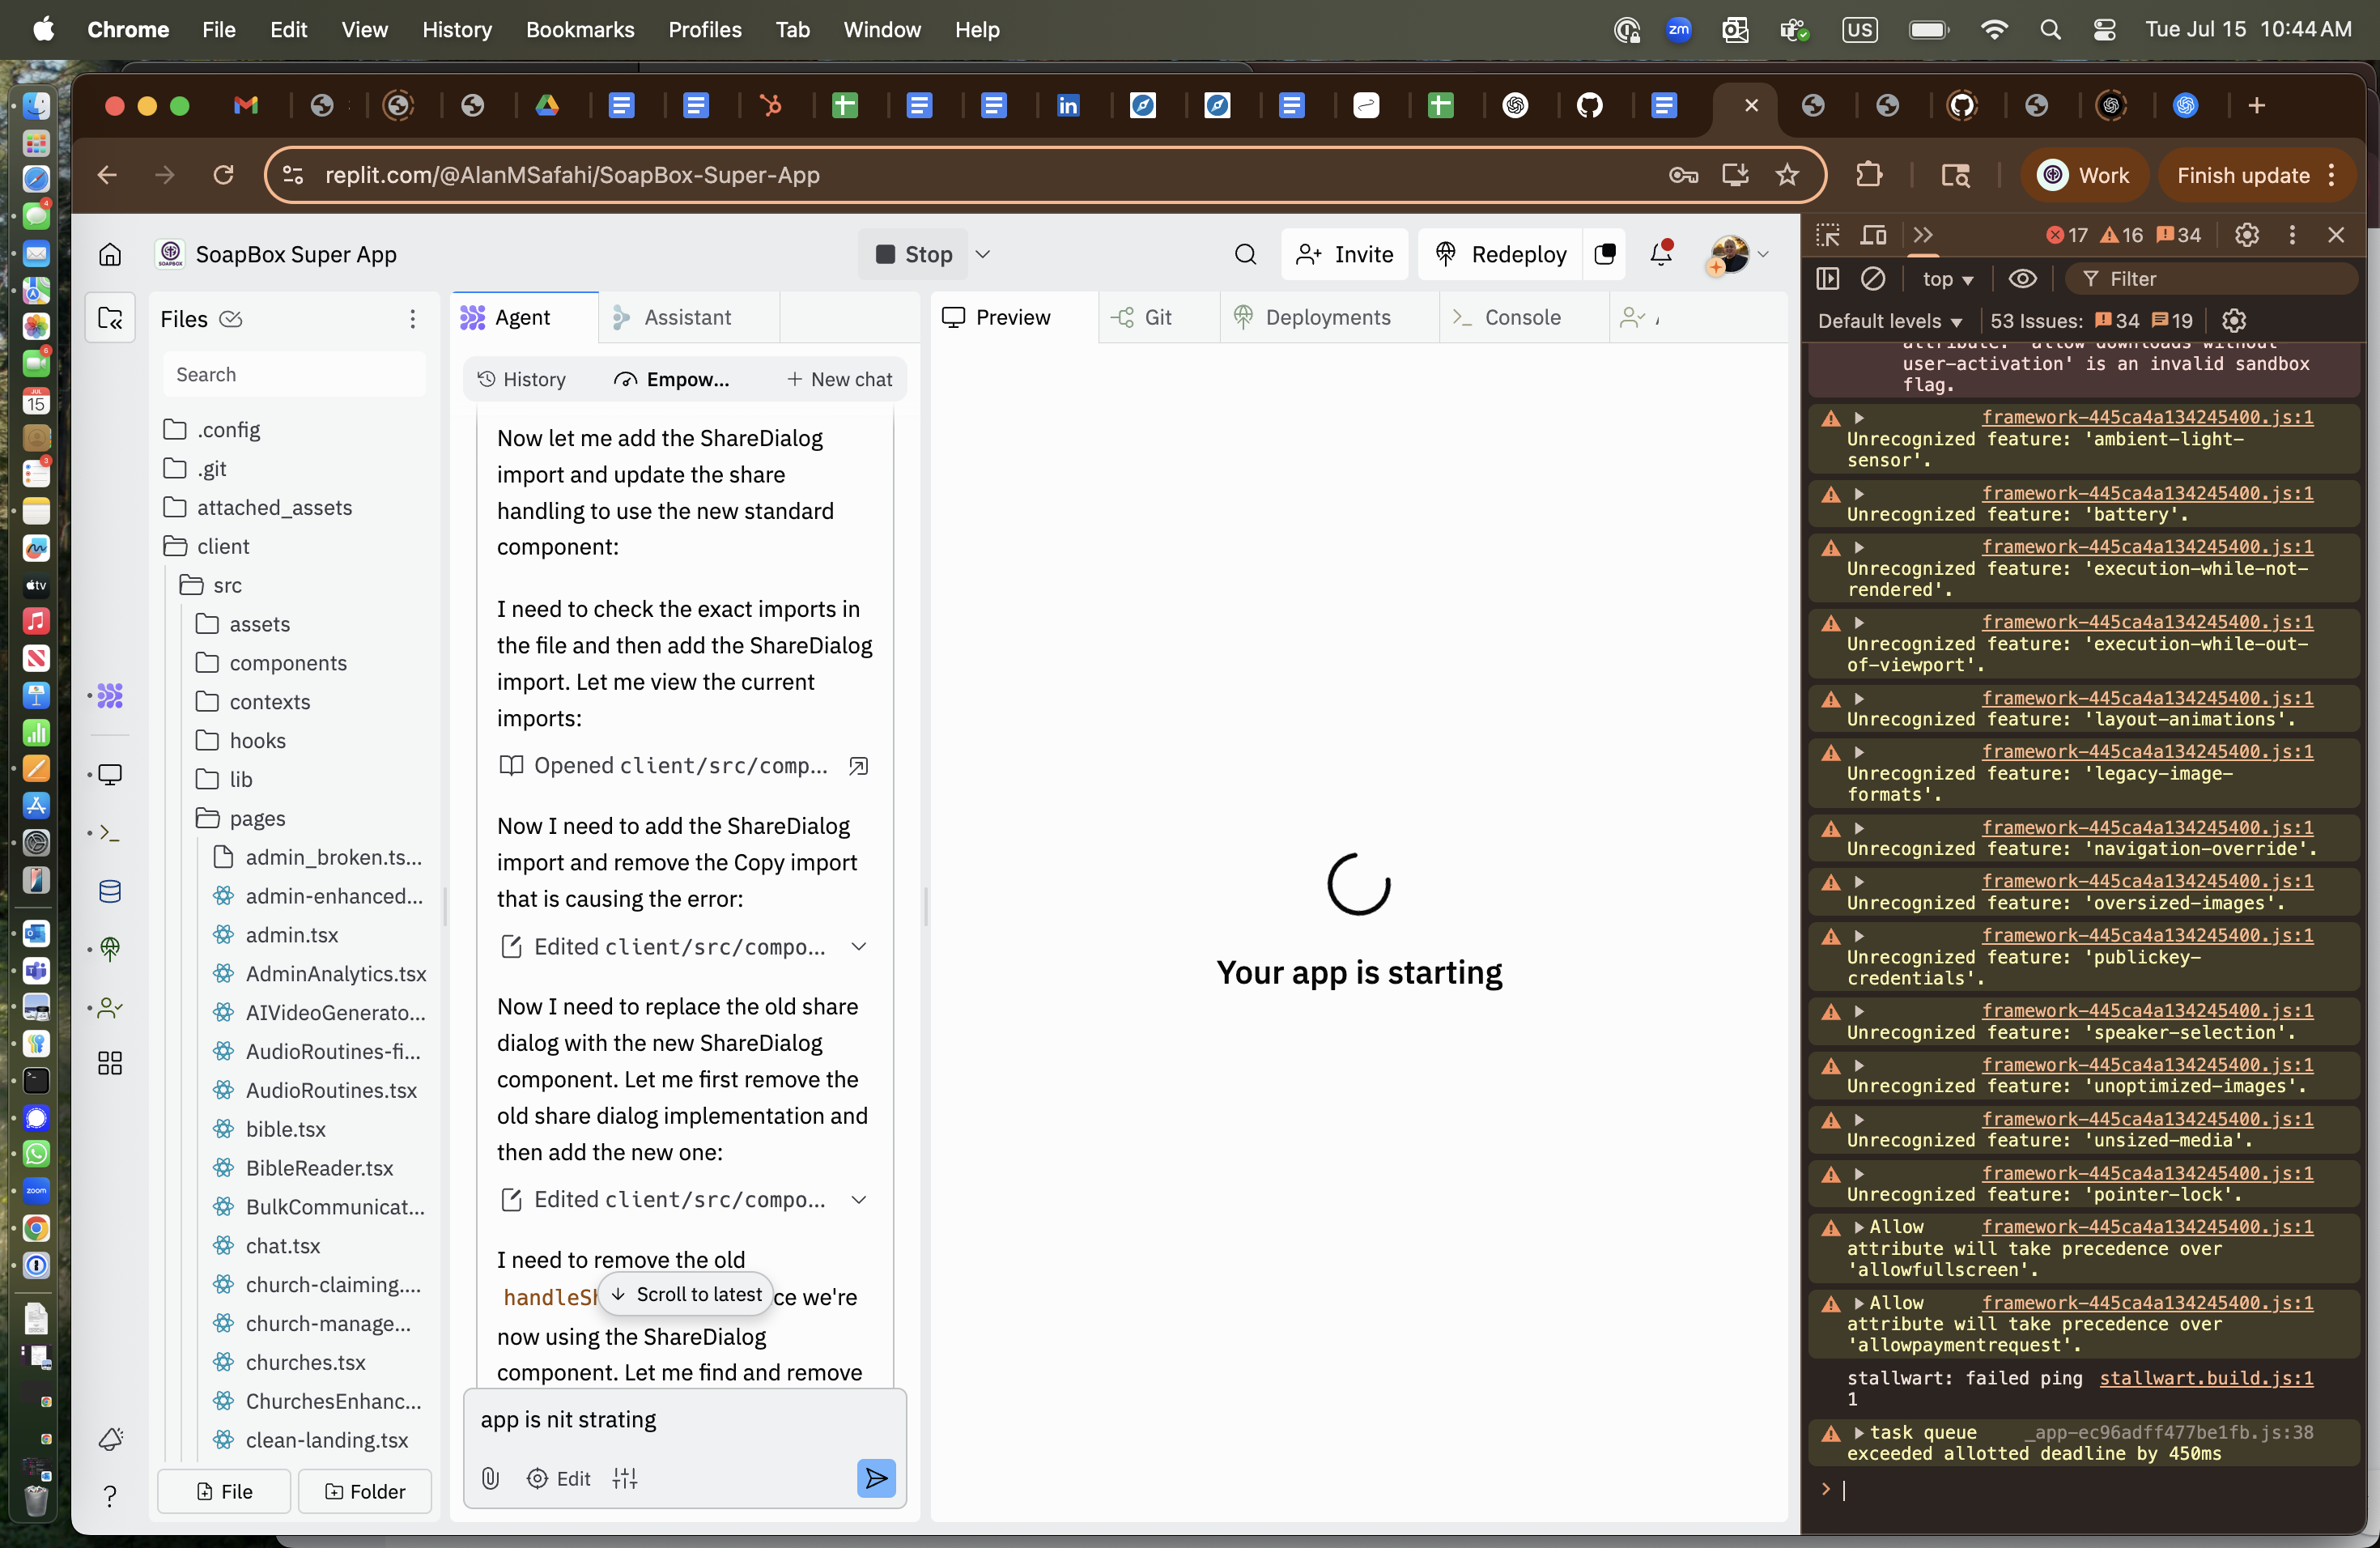 Chrome File Edit View History Bookmarks Profiles Tab Window Help
zm US Tue Jul 15 10:44 AM
replit.com/@AlanMSafahi/SoapBox-Super-App
Work
Finish update
SOAPBOX
SoapBox Super App
Stop
Invite
Redeploy
Files
Search
.config
.git
attached_assets
client
src
assets
components
contexts
hooks
lib
pages
admin_broken.ts...
admin-enhanced...
admin.tsx
AdminAnalytics.tsx
AIVideoGenerato...
AudioRoutines-fi...
AudioRoutines.tsx
bible.tsx
BibleReader.tsx
BulkCommunicat...
chat.tsx
church-claiming....
church-manage...
churches.tsx
ChurchesEnhanc...
clean-landing.tsx
File
Folder
Agent
Assistant
History
Empow...
New chat
Now let me add the ShareDialog
import and update the share
handling to use the new standard
component:
I need to check the exact imports in
the file and then add the ShareDialog
import. Let me view the current
imports:
Opened client/src/comp...
Now I need to add the ShareDialog
import and remove the Copy import
that is causing the error:
Edited client/src/compo...
Now I need to replace the old share
dialog with the new ShareDialog
component. Let me first remove the
old share dialog implementation and
then add the new one:
Edited client/src/compo...
I need to remove the old
handleSh
Scroll to latest
ce we're
now using the ShareDialog
component. Let me find and remove
app is nit strating
Edit
Preview
Git
Deployments
Console
Your app is starting
17 16 34
top
Filter
Default levels
53 Issues: 34 19
attribute: 'allow downloads without
user-activation' is an invalid sandbox
flag.
framework-445ca4a134245400.js:1
Unrecognized feature: 'ambient-light-
sensor'.
framework-445ca4a134245400.js:1
Unrecognized feature: 'battery'.
framework-445ca4a134245400.js:1
Unrecognized feature: 'execution-while-not-
rendered'.
framework-445ca4a134245400.js:1
Unrecognized feature: 'execution-while-out-
of-viewport'.
framework-445ca4a134245400.js:1
Unrecognized feature: 'layout-animations'.
framework-445ca4a134245400.js:1
Unrecognized feature: 'legacy-image-
formats'.
framework-445ca4a134245400.js:1
Unrecognized feature: 'navigation-override'.
framework-445ca4a134245400.js:1
Unrecognized feature: 'oversized-images'.
framework-445ca4a134245400.js:1
Unrecognized feature: 'publickey-
credentials'.
framework-445ca4a134245400.js:1
Unrecognized feature: 'speaker-selection'.
framework-445ca4a134245400.js:1
Unrecognized feature: 'unoptimized-images'.
framework-445ca4a134245400.js:1
Unrecognized feature: 'unsized-media'.
framework-445ca4a134245400.js:1
Unrecognized feature: 'pointer-lock'.
Allow framework-445ca4a134245400.js:1
attribute will take precedence over
'allowfullscreen'.
Allow framework-445ca4a134245400.js:1
attribute will take precedence over
'allowpaymentrequest'.
stallwart: failed ping stallwart.build.js:1
1
task queue _app-ec96adff477be1fb.js:38
exceeded allotted deadline by 450ms
4
6
JUL
15
3
tv
zoom